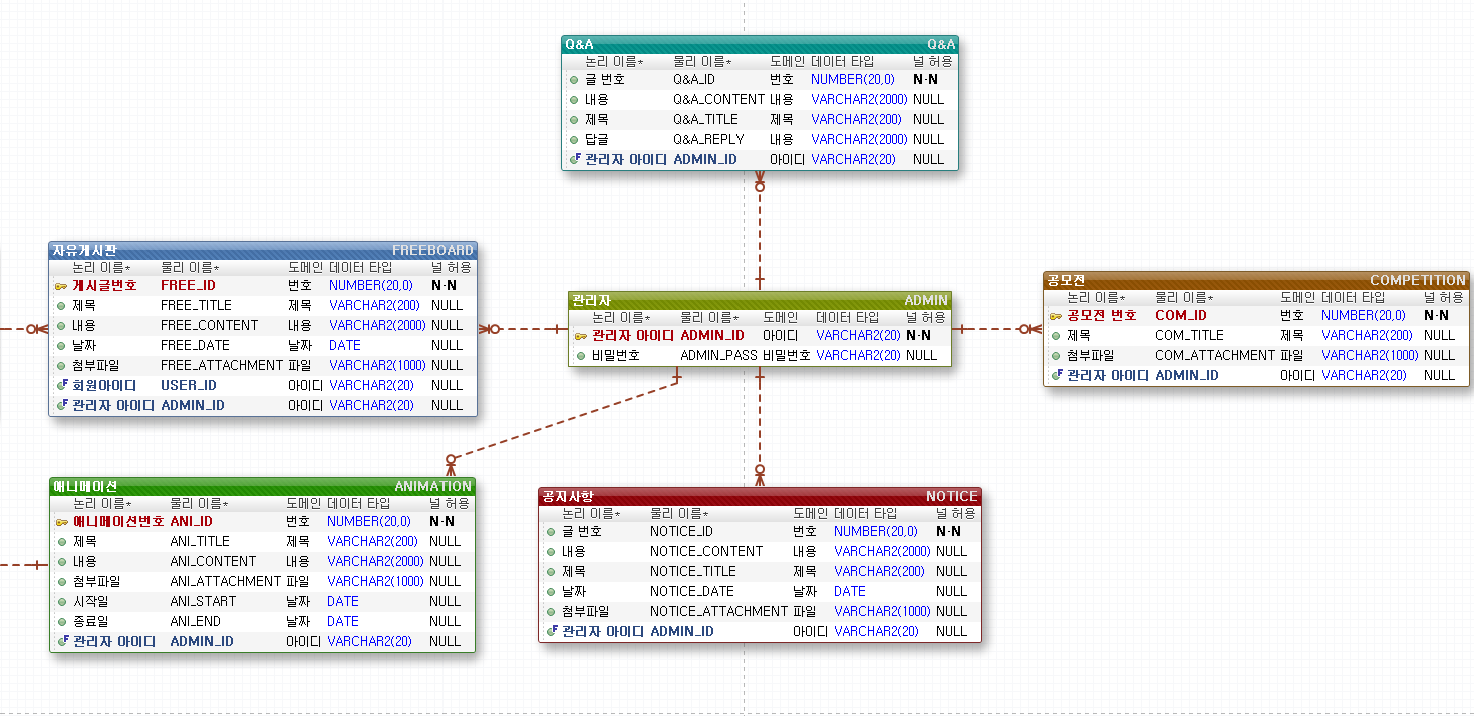 Q&A Q&A
논리 이름* 물리 이름* 도메인 데이터 타입 널 허용
글 번호 Q&A_ID 번호 NUMBER(20,0) N-N
내용 Q&A_CONTENT 내용 VARCHAR2(2000) NULL
제목 Q&A_TITLE 제목 VARCHAR2(200) NULL
답글 Q&A_REPLY 내용 VARCHAR2(2000) NULL
관리자 아이디 ADMIN_ID 아이디 VARCHAR2(20) NULL
자유게시판 FREEBOARD
논리 이름* 물리 이름* 도메인 데이터 타입 널 허용
게시글번호 FREE_ID 번호 NUMBER(20,0) N-N
제목 FREE_TITLE 제목 VARCHAR2(200) NULL
내용 FREE_CONTENT 내용 VARCHAR2(2000) NULL
날짜 FREE_DATE 날짜 DATE NULL
첨부파일 FREE_ATTACHMENT 파일 VARCHAR2(1000) NULL
회원아이디 USER_ID 아이디 VARCHAR2(20) NULL
관리자 아이디 ADMIN_ID 아이디 VARCHAR2(20) NULL
관리자 ADMIN
논리 이름* 물리 이름* 도메인 데이터 타입 널 허용
관리자 아이디 ADMIN_ID 아이디 VARCHAR2(20) N-N
비밀번호 ADMIN_PASS 비밀번호 VARCHAR2(20) NULL
공모전 COMPETITION
논리 이름* 물리 이름* 도메인 데이터 타입 널 허용
공모전 번호 COM_ID 번호 NUMBER(20,0) N-N
제목 COM_TITLE 제목 VARCHAR2(200) NULL
첨부파일 COM_ATTACHMENT 파일 VARCHAR2(1000) NULL
관리자 아이디 ADMIN_ID 아이디 VARCHAR2(20) NULL
애니메이션 ANIMATION
논리 이름* 물리 이름* 도메인 데이터 타입 널 허용
애니메이션번호 ANI_ID 번호 NUMBER(20,0) N-N
제목 ANI_TITLE 제목 VARCHAR2(200) NULL
내용 ANI_CONTENT 내용 VARCHAR2(2000) NULL
첨부파일 ANI_ATTACHMENT 파일 VARCHAR2(1000) NULL
시작일 ANI_START 날짜 DATE NULL
종료일 ANI_END 날짜 DATE NULL
관리자 아이디 ADMIN_ID 아이디 VARCHAR2(20) NULL
공지사항 NOTICE
논리 이름* 물리 이름* 도메인 데이터 타입 널 허용
글 번호 NOTICE_ID 번호 NUMBER(20,0) N-N
내용 NOTICE_CONTENT 내용 VARCHAR2(2000) NULL
제목 NOTICE_TITLE 제목 VARCHAR2(200) NULL
날짜 NOTICE_DATE 날짜 DATE NULL
첨부파일 NOTICE_ATTACHMENT 파일 VARCHAR2(1000) NULL
관리자 아이디 ADMIN_ID 아이디 VARCHAR2(20) NULL